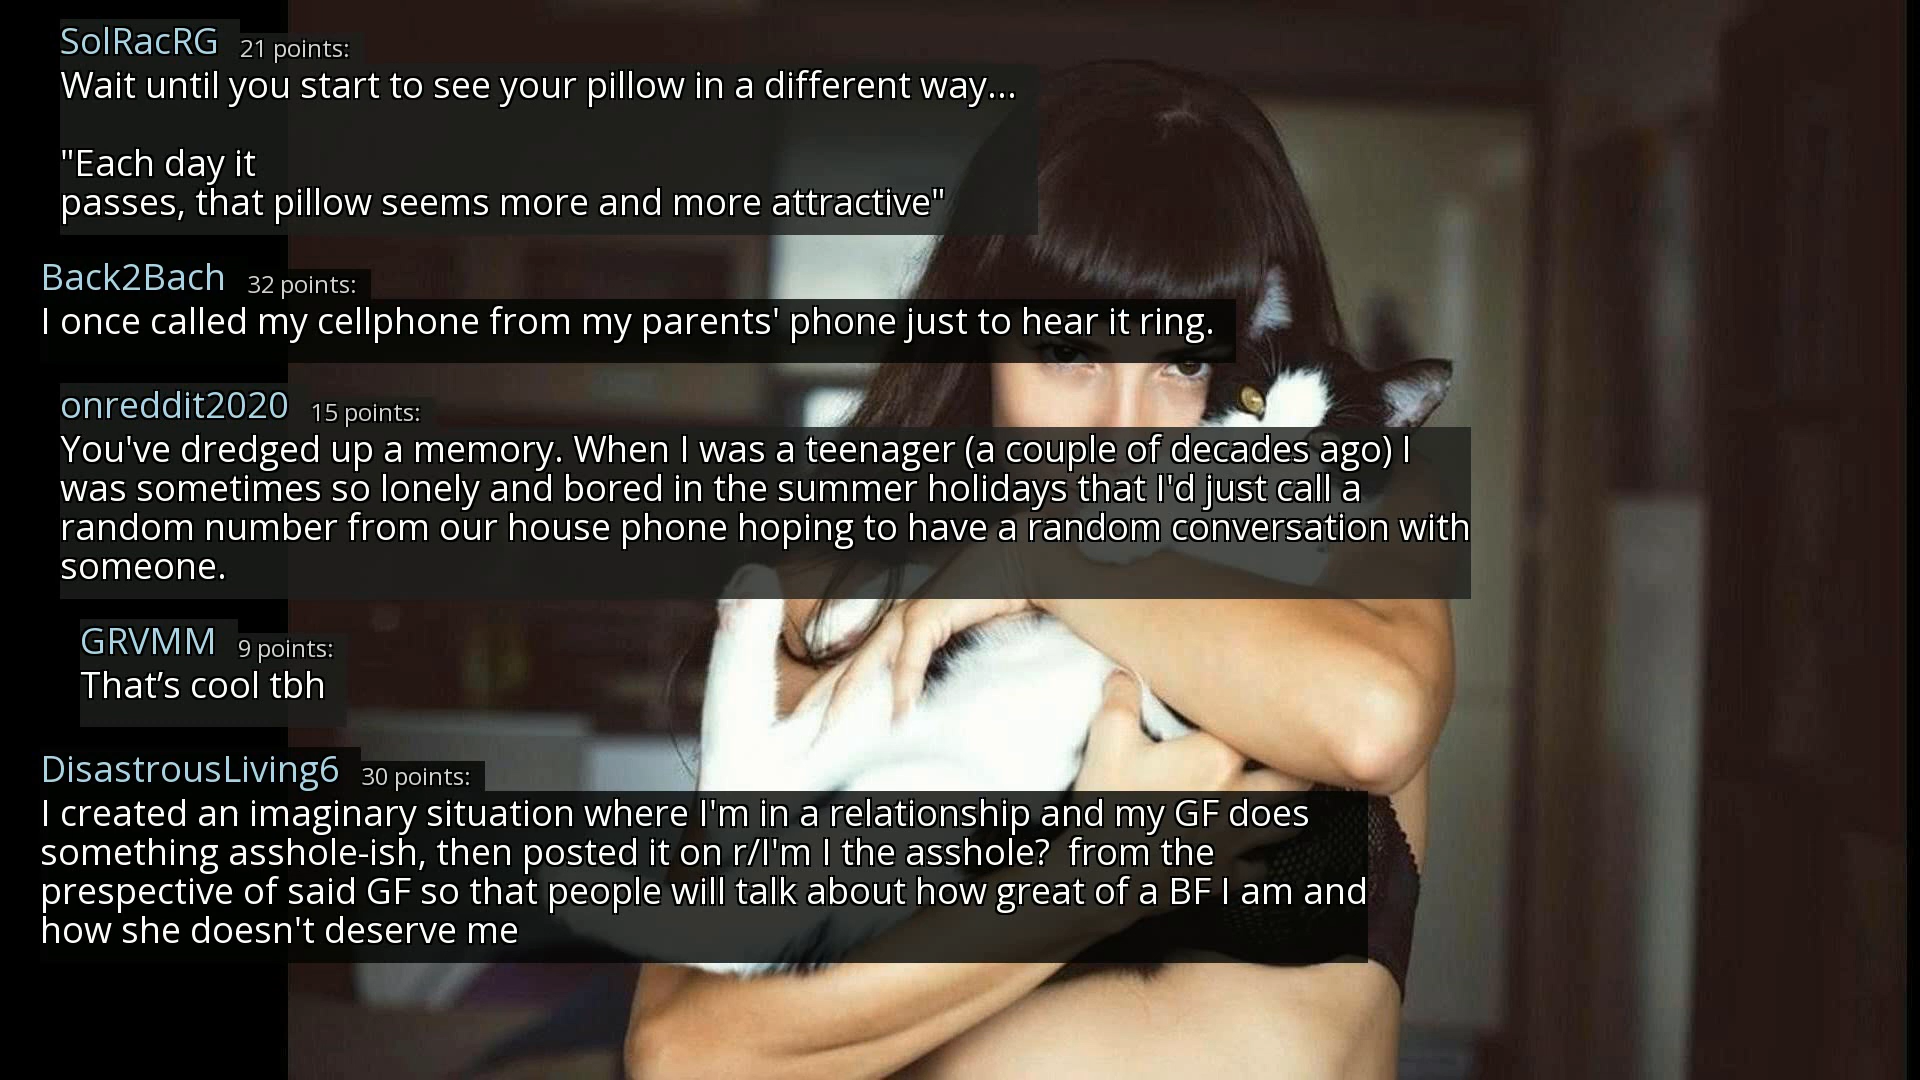 SolRacRG 21 points:
Wait until you start to see your pillow in a different way...
"Each day it
passes, that pillow seems more and more attractive"
Back2Bach 32 points:
I once called my cellphone from my parents' phone just to hear it ring.
onreddit2020 15 points:
You've dredged up a memory. When I was a teenager (a couple of decades ago) I
was sometimes so lonely and bored in the summer holidays that I'd just call a
random number from our house phone hoping to have a random conversation with
someone.
GRVMM 9 points:
That’s cool tbh
DisastrousLiving6 30 points:
I created an imaginary situation where I'm in a relationship and my GF does
something asshole-ish, then posted it on r/I'm I the asshole?  from the
prespective of said GF so that people will talk about how great of a BF I am and
how she doesn't deserve me